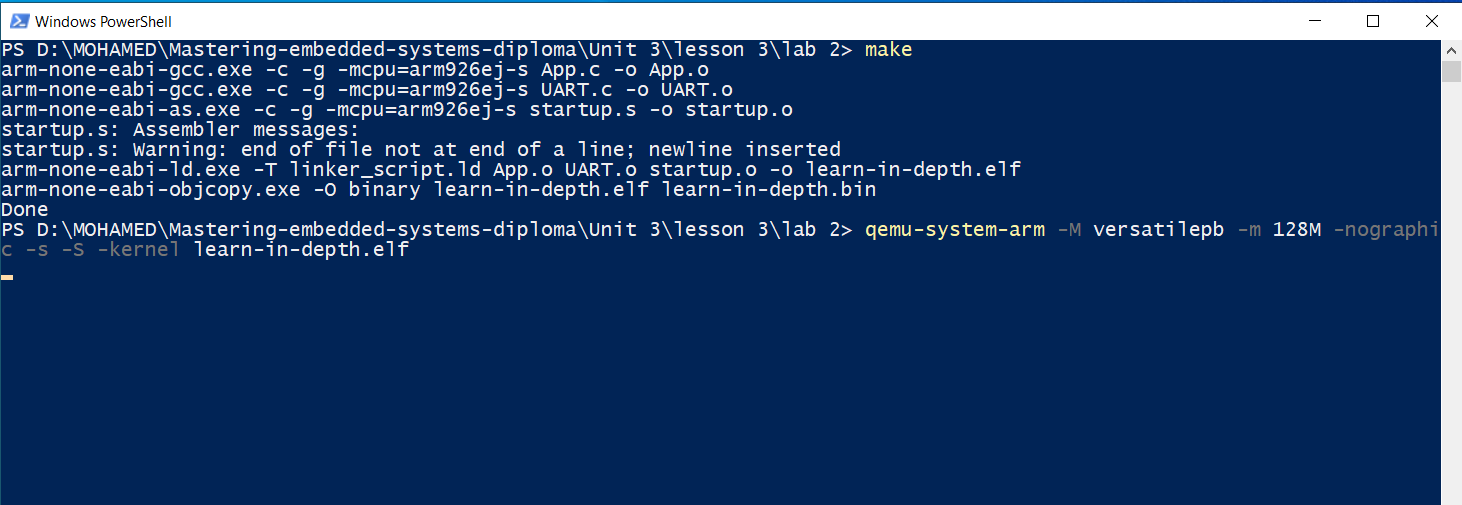 Windows PowerShell
PS D:\MOHAMED\Mastering-embedded-systems-diploma\Unit 3\lesson 3\lab 2> make
arm-none-eabi-gcc.exe -c -g -mcpu=arm926ej-s App.c -o App.o
arm-none-eabi-gcc.exe -c -g -mcpu=arm926ej-s UART.c -o UART.o
arm-none-eabi-as.exe -c -g -mcpu=arm926ej-s startup.s -o startup.o
startup.s: Assembler messages:
startup.s: Warning: end of file not at end of a line; newline inserted
arm-none-eabi-ld.exe -T linker_script.ld App.o UART.o startup.o -o learn-in-depth.elf
arm-none-eabi-objcopy.exe -O binary learn-in-depth.elf learn-in-depth.bin
Done
PS D:\MOHAMED\Mastering-embedded-systems-diploma\Unit 3\lesson 3\lab 2> qemu-system-arm -M versatilepb -m 128M -nographi
c -s -S -kernel learn-in-depth.elf